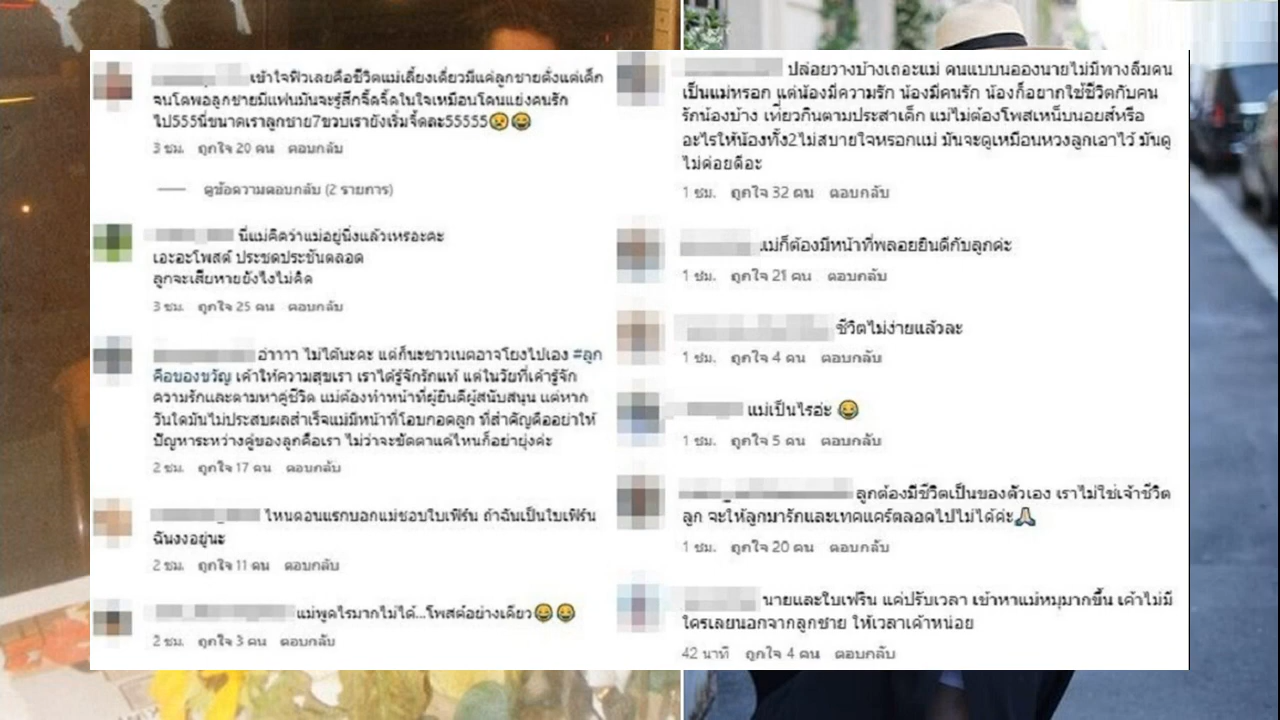 เข้าใจฟิวเลยคือชีวิตแม่เลี้ยงเดี่ยวมีแค่ลูกชายตั้งแต่เด็ก
จนโตพอลูกชายมีแฟนมันจะรู้สึกจี๊ดจี๊ดในใจเหมือนโดนแย่งคนรัก
ไป555นี่ขนาดเราลูกชาย7ขวบเรายังเริ่มจี๊ดละ55555😢😂
3 ชม. ถูกใจ 20 คน ตอบกลับ
ดูข้อความตอบกลับ (2 รายการ)
นี่แม่คิดว่าแม่อยู่นิ่งแล้วเหรอะคะ
เอะอะโพสต์ ประชดประชันตลอด
ลูกจะเสียหายยังไงไม่คิด
3 ชม. ถูกใจ 25 คน ตอบกลับ
อ๋าาาา ไม่ได้นะคะ แต่ก็นะชาวเนตอาจโยงไปเอง #ลูก
คือของขวัญ เค้าให้ความสุขเรา เราได้รู้จักรักแท้ แต่ในวัยที่เค้ารู้จัก
ความรักและตามหาคู่ชีวิต แม่ต้องทำหน้าที่ผู้ยินดีผู้สนับสนุน แต่หาก
วันใดมันไม่ประสบผลสำเร็จแม่มีหน้าที่โอบกอดลูก ที่สำคัญคืออย่าให้
ปัญหาระหว่างคู่ของลูกคือเรา ไม่ว่าจะขัดตาแค่ไหนก็อย่ายุ่งค่ะ
2 ชม. ถูกใจ 17 คน ตอบกลับ
ไหนตอนแรกบอกแม่ชอบใบเฟิร์น ถ้าฉันเป็นใบเฟิร์น
ฉันงงอยู่นะ
2 ชม. ถูกใจ 11 คน ตอบกลับ
แม่พูดไรมากไม่ได้...โพสต์อย่างเดียว😂😂
2 ชม. ถูกใจ 3 คน ตอบกลับ
ปล่อยวางบ้างเถอะแม่ คนแบบนอองนายไม่มีทางลืมคน
เป็นแม่หรอก แต่น้องมีความรัก น้องมีคนรัก น้องก็อยากใช้ชีวิตกับคน
รักน้องบ้าง เที่ยวกินตามประสาเด็ก แม่ไม่ต้องโพสเหน็บนอยส์หรือ
อะไรให้น้องทั้ง2ไม่สบายใจหรอกแม่ มันจะดูเหมือนหวงลูกเอาไว้ มันดู
ไม่ค่อยดีอะ
1 ชม. ถูกใจ 32 คน ตอบกลับ
แม่ก็ต้องมีหน้าที่พลอยยินดีกับลูกค่ะ
1 ชม. ถูกใจ 21 คน ตอบกลับ
ชีวิตไม่ง่ายแล้วละ
1 ชม. ถูกใจ 4 คน ตอบกลับ
แม่เป็นไรอ่ะ 😂
1 ชม. ถูกใจ 5 คน ตอบกลับ
ลูกต้องมีชีวิตเป็นของตัวเอง เราไม่ใช่เจ้าชีวิต
ลูก จะให้ลูกมารักและเทคแคร์ตลอดไปไม่ได้ค่ะ🙏🏻
1 ชม. ถูกใจ 20 คน ตอบกลับ
นายและใบเฟริน แค่ปรับเวลา เข้าหาแม่หมูมากขึ้น เค้าไม่มี
ใครเลยนอกจากลูกชาย ให้เวลาเค้าหน่อย
42 นาที ถูกใจ 4 คน ตอบกลับ